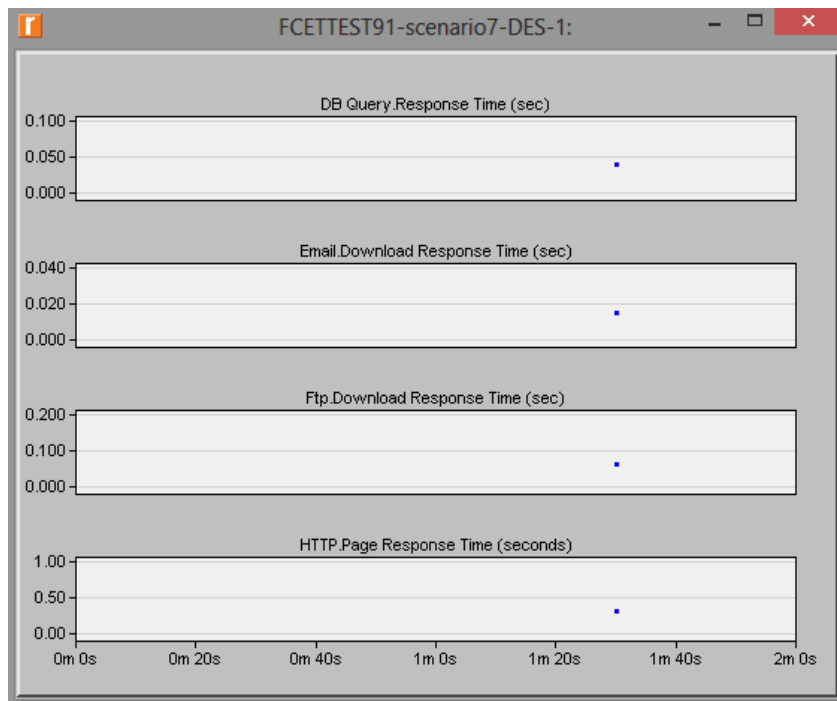 r FCETTEST91-scenario7-DES-1:
DB Query.Response Time (sec)
0.100
0.050
0.000
Email.Download Response Time (sec)
0.040
0.020
0.000
Ftp.Download Response Time (sec)
0.200
0.100
0.000
HTTP.Page Response Time (seconds)
1.00
0.50
0.00
0m 0s 0m 20s 0m 40s 1m 0s 1m 20s 1m 40s 2m 0s